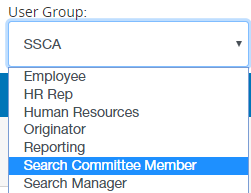 User Group:
SSCA
Employee
HR Rep
Human Resources
Originator
Reporting
Search Committee Member
Search Manager